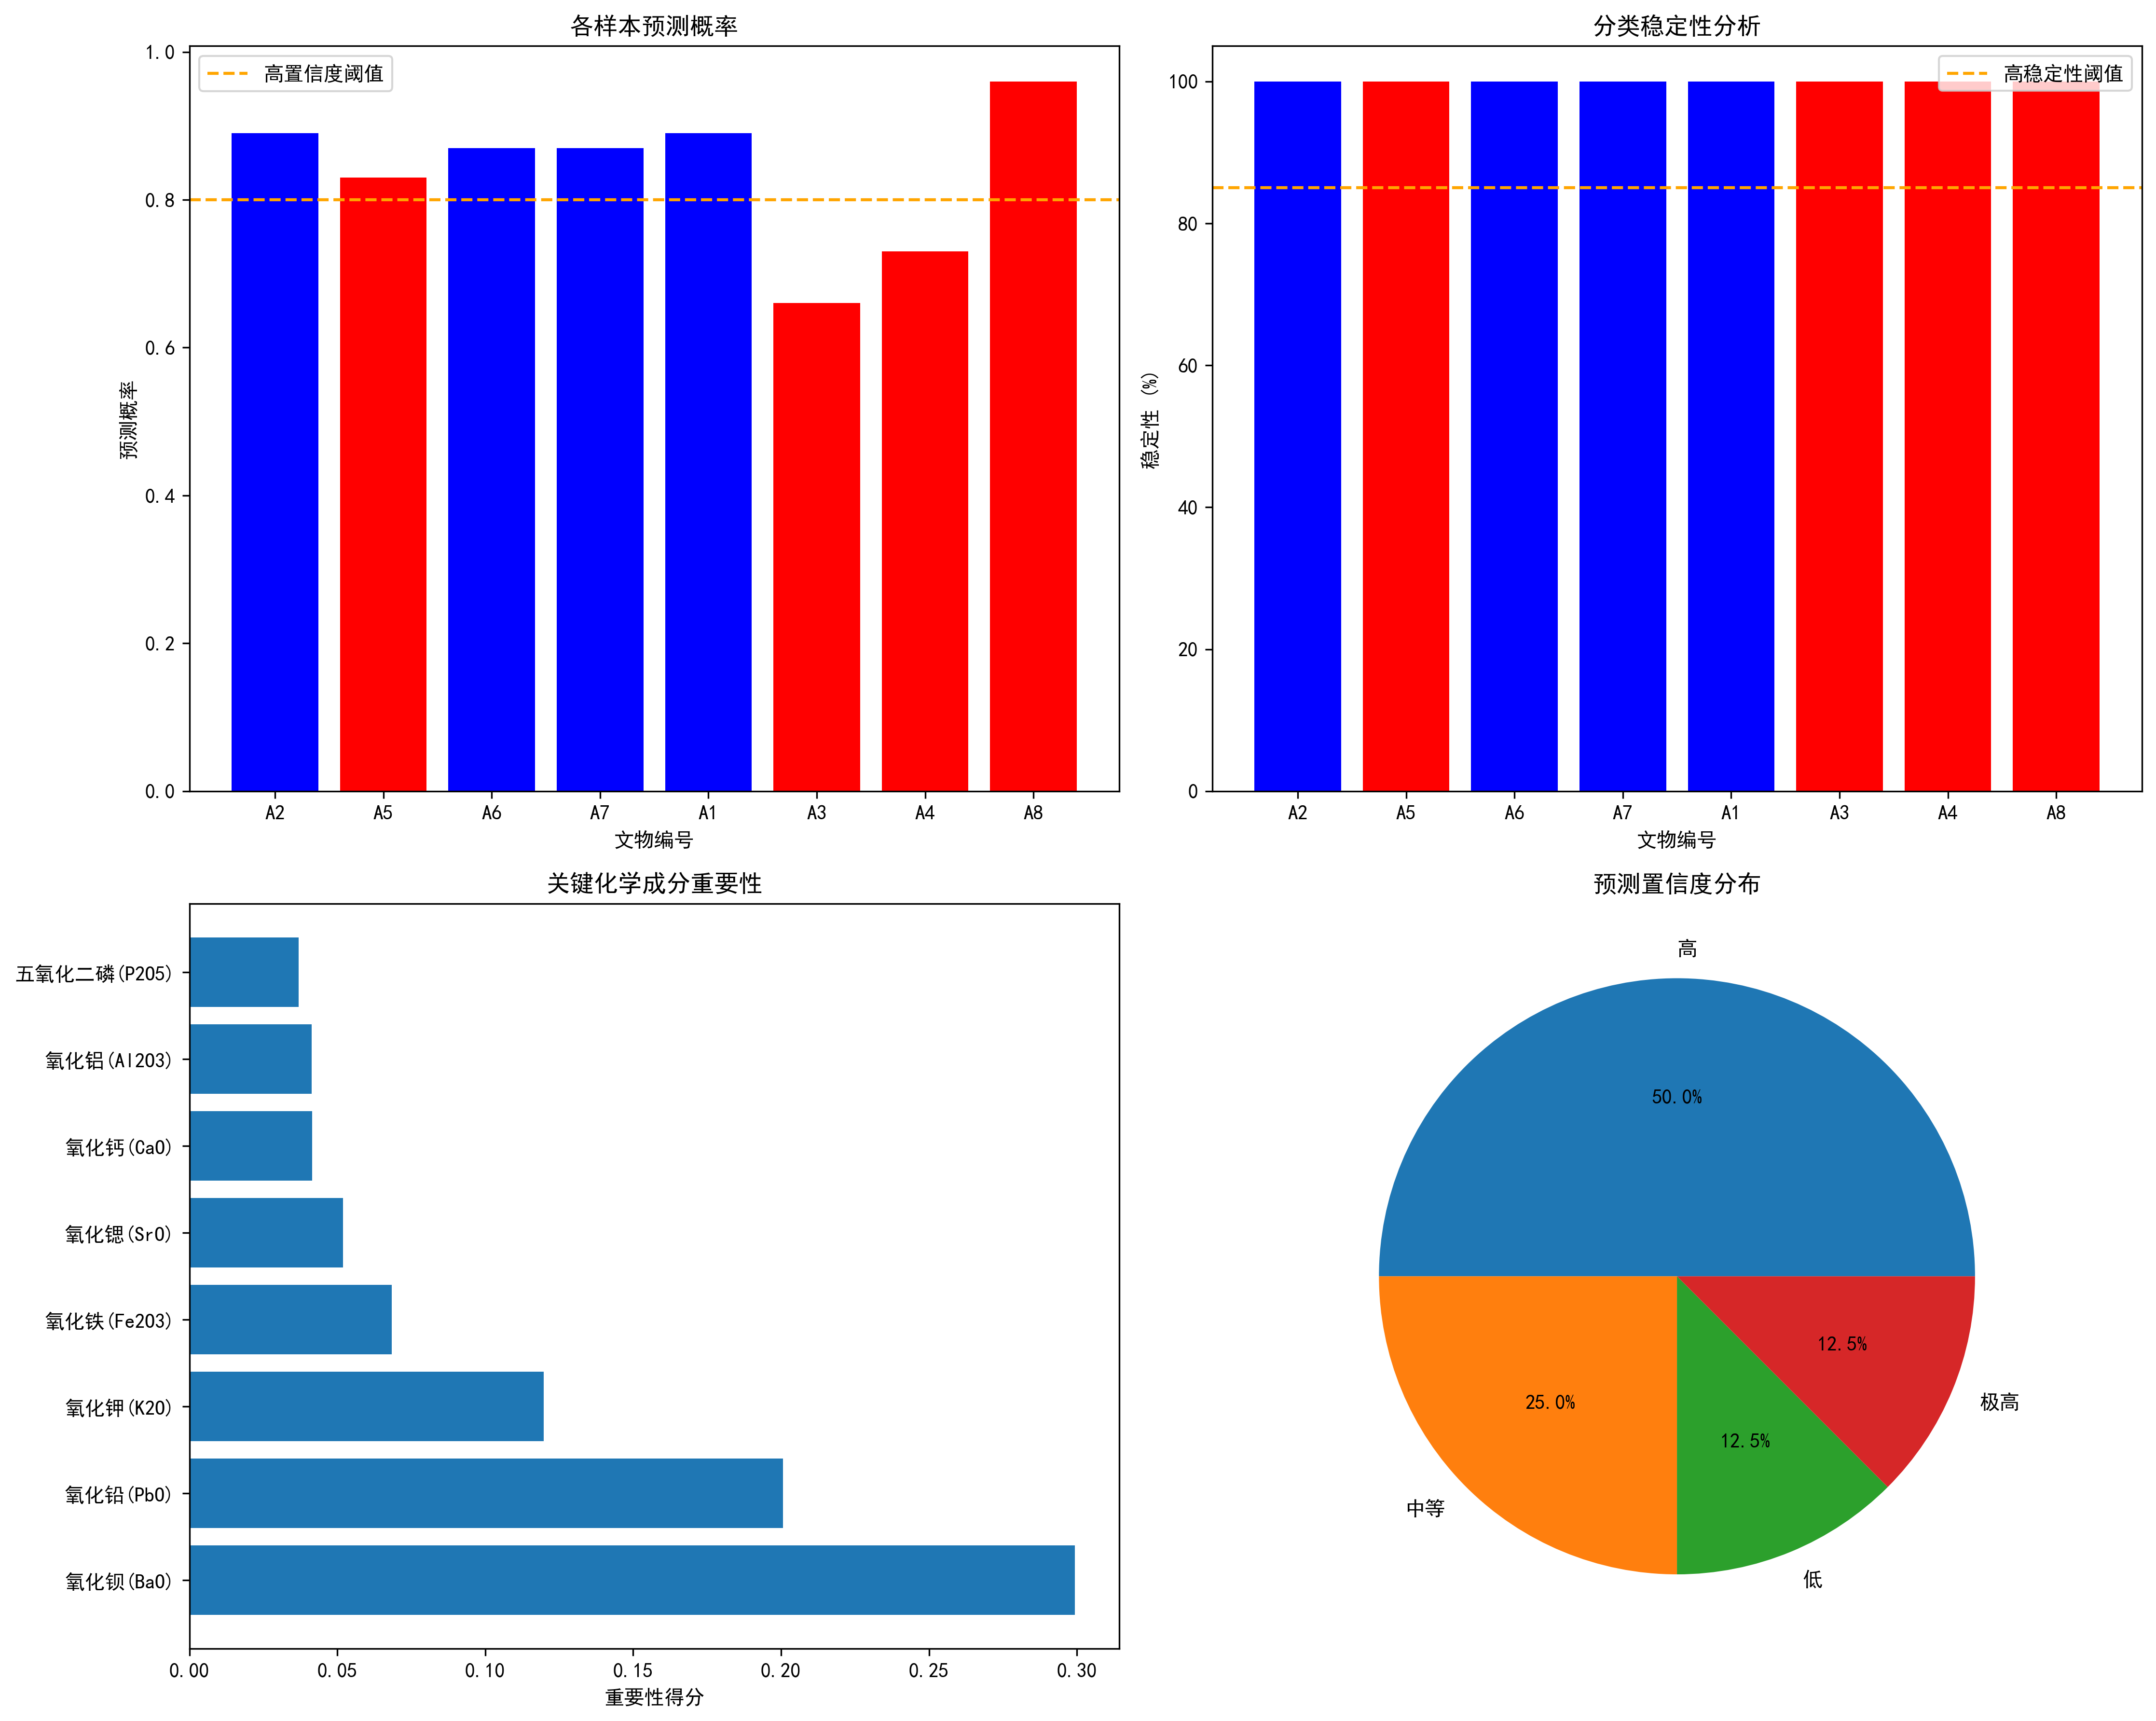 各样本预测概率
高置信度阈值
1.0
0.8
0.6
0.4
0.2
0.0
预测概率
A2 A5 A6 A7 A1 A3 A4 A8
文物编号
分类稳定性分析
高稳定性阈值
100
80
60
40
20
0
稳定性 (%)
A2 A5 A6 A7 A1 A3 A4 A8
文物编号
关键化学成分重要性
五氧化二磷(P2O5)
氧化铝(Al2O3)
氧化钙(CaO)
氧化锶(SrO)
氧化铁(Fe2O3)
氧化钾(K2O)
氧化铅(PbO)
氧化钡(BaO)
0.00 0.05 0.10 0.15 0.20 0.25 0.30
重要性得分
预测置信度分布
高
50.0%
12.5%
极高
25.0%
12.5%
中等
低